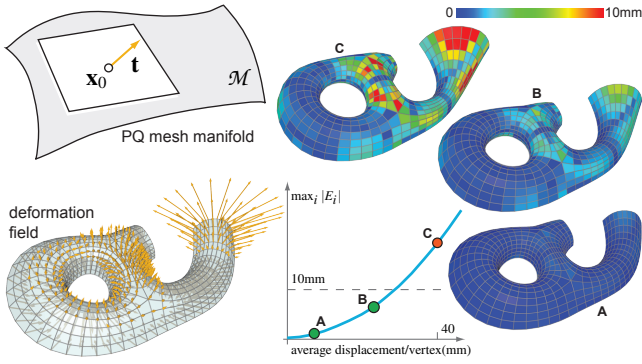 0 10mm
C
B
x0 t
ℳ
PQ mesh manifold
deformation
field
maxi |Ei|
C
10mm
B
A
A
40
average displacement/vertex(mm)